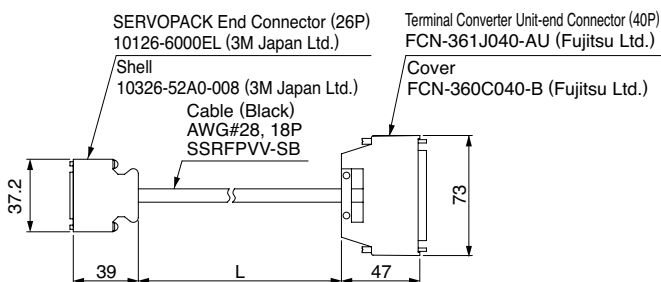 SERVOPACK End Connector (26P)
10126-6000EL (3M Japan Ltd.)
Shell
10326-52A0-008 (3M Japan Ltd.)
Cable (Black)
AWG#28, 18P
SSRFPVV-SB
Terminal Converter Unit-end Connector (40P)
FCN-361J040-AU (Fujitsu Ltd.)
Cover
FCN-360C040-B (Fujitsu Ltd.)
37.2
73
39
L
47